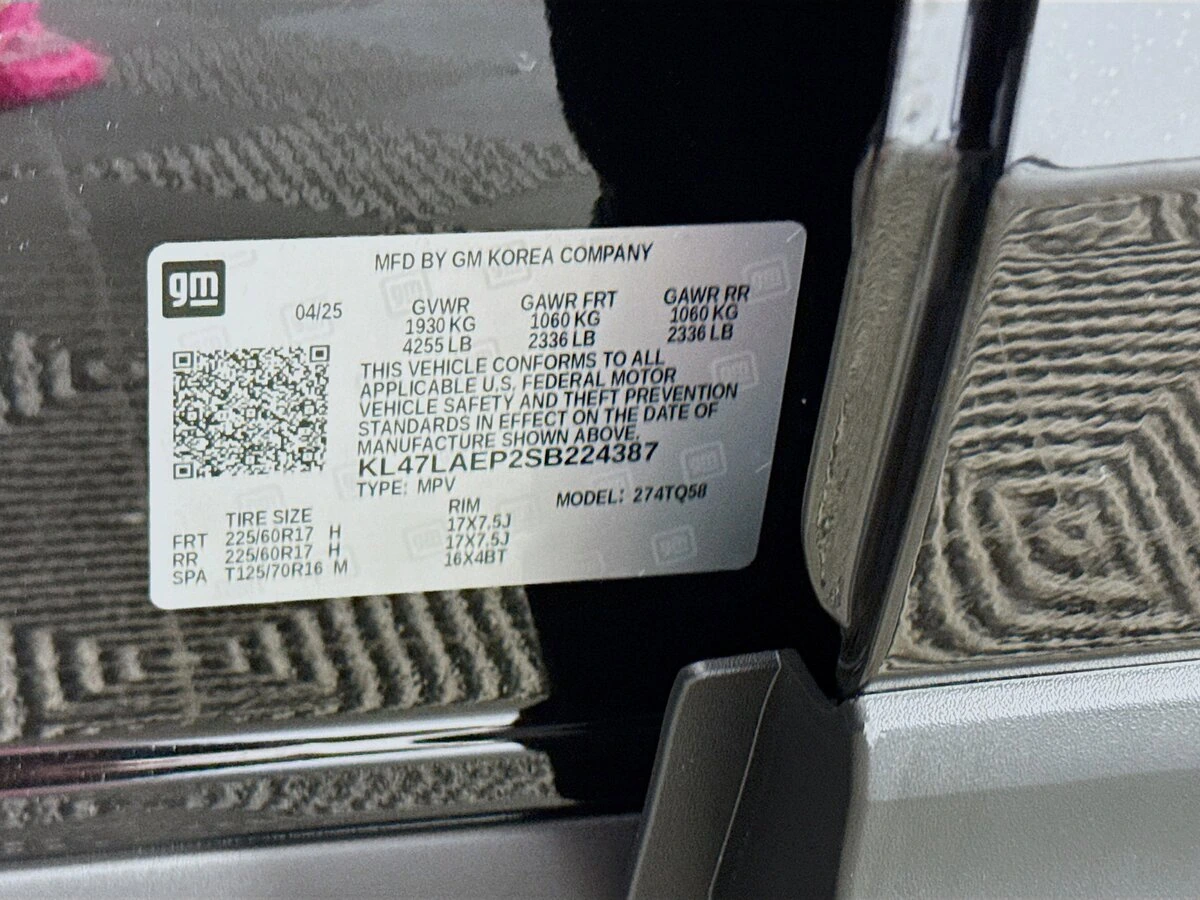 gm
MFD BY GM KOREA COMPANY
04/25 GVWR GAWR FRT GAWR RR
1930 KG 1060 KG 1060 KG
4255 LB 2336 LB 2336 LB
THIS VEHICLE CONFORMS TO ALL
APPLICABLE U.S. FEDERAL MOTOR
VEHICLE SAFETY AND THEFT PREVENTION
STANDARDS IN EFFECT ON THE DATE OF
MANUFACTURE SHOWN ABOVE.
KL47LAEP2SB224387
TYPE: MPV MODEL: 274TQ58
TIRE SIZE RIM
FRT 225/60R17 H 17X7.5J
RR 225/60R17 H 17X7.5J
SPA T125/70R16 M 16X4BT